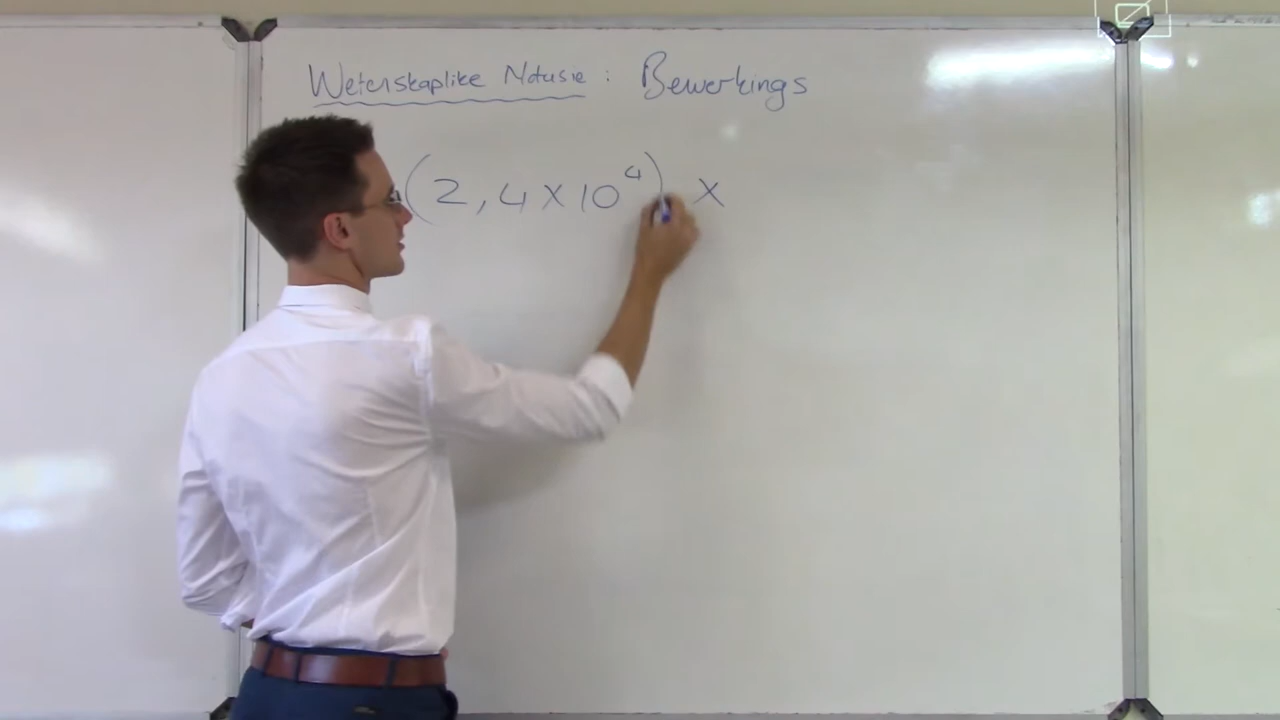 Wetenskaplike Notasie : Bewerkings
(2,4 x 10⁴) x